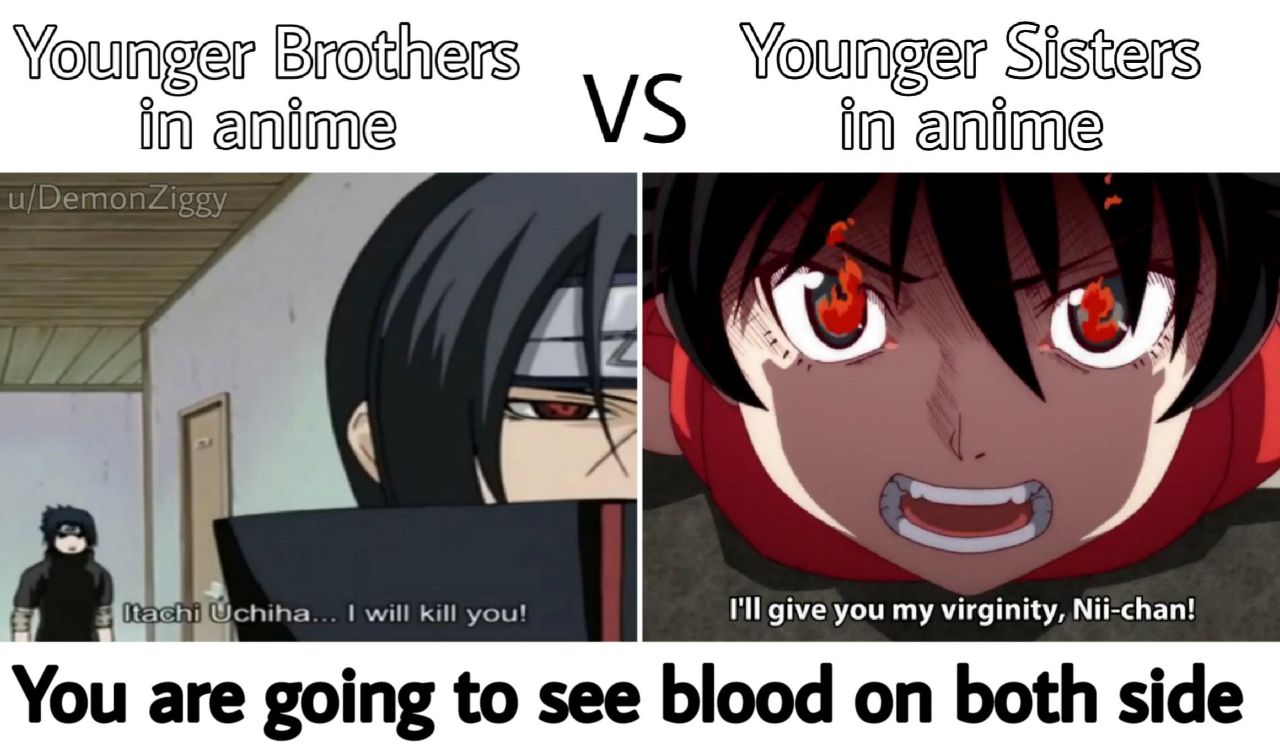 Younger Brothers
in anime
VS
Younger Sisters
in anime
u/DemonZiggy
Itachi Uchiha... I will kill you!
I'll give you my virginity, Nii-chan!
You are going to see blood on both side